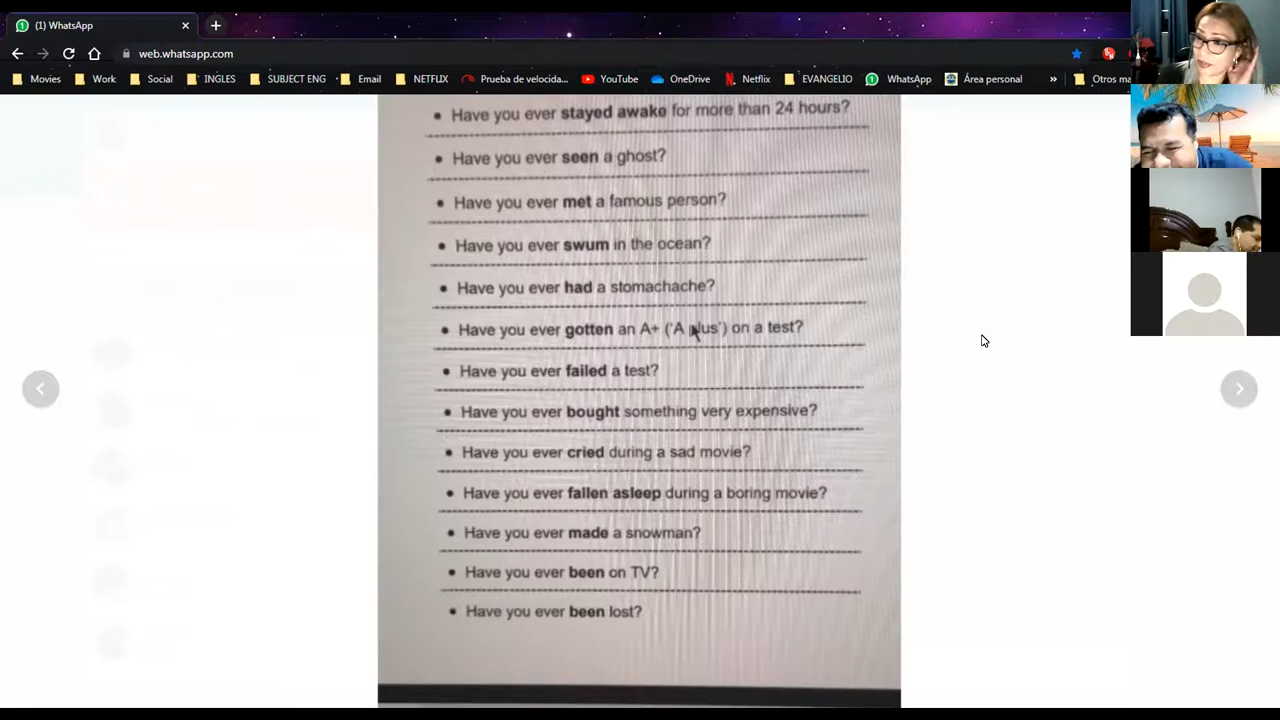 (1) WhatsApp
web.whatsapp.com
Movies Work Social INGLES SUBJECT ENG Email NETFLIX Prueba de velocida... YouTube OneDrive Netflix EVANGELIO WhatsApp Área personal » Otros ma
• Have you ever stayed awake for more than 24 hours?
• Have you ever seen a ghost?
• Have you ever met a famous person?
• Have you ever swum in the ocean?
• Have you ever had a stomachache?
• Have you ever gotten an A+ ('A plus') on a test?
• Have you ever failed a test?
• Have you ever bought something very expensive?
• Have you ever cried during a sad movie?
• Have you ever fallen asleep during a boring movie?
• Have you ever made a snowman?
• Have you ever been on TV?
• Have you ever been lost?